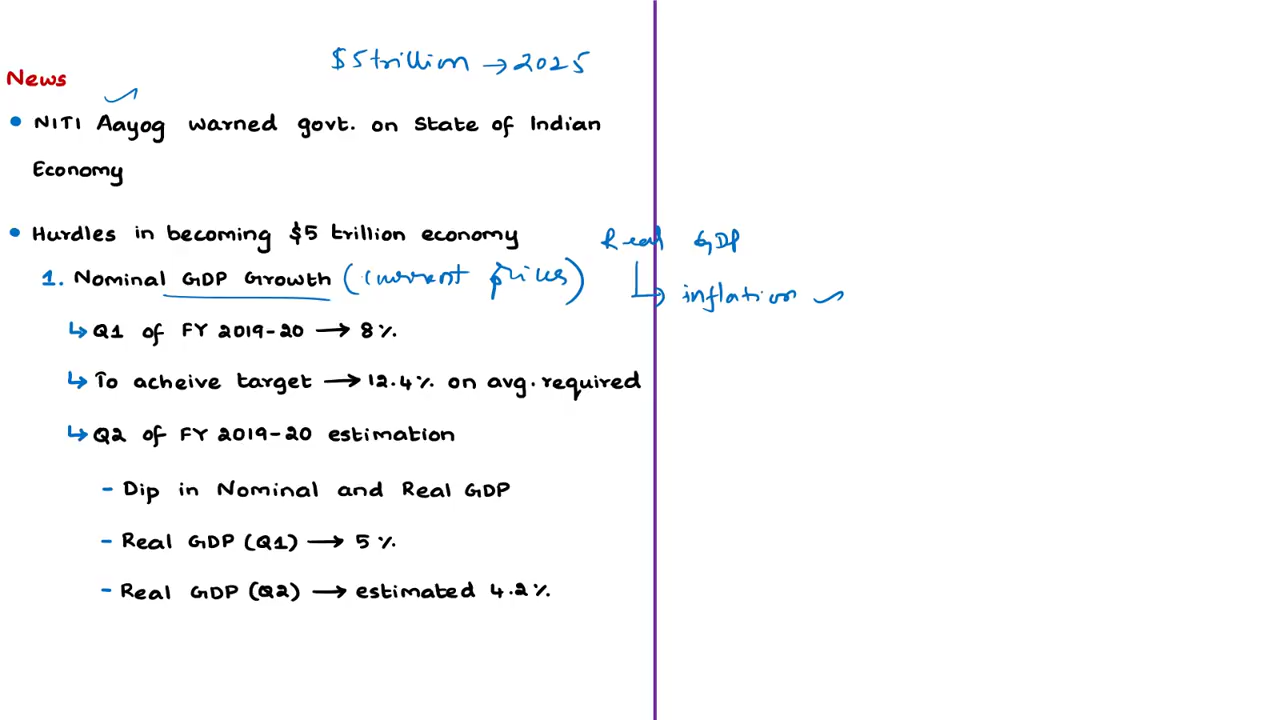 $5 trillion → 2025
News
• NITI Aayog warned govt. on State of Indian
Economy
• Hurdles in becoming $5 trillion economy
Real GDP
1. Nominal GDP Growth (current prices)
↳ inflation
↳ Q1 of FY 2019-20 → 8%
↳ To acheive target → 12.4% on avg. required
↳ Q2 of FY 2019-20 estimation
- Dip in Nominal and Real GDP
- Real GDP (Q1) → 5%
- Real GDP (Q2) → estimated 4.2%